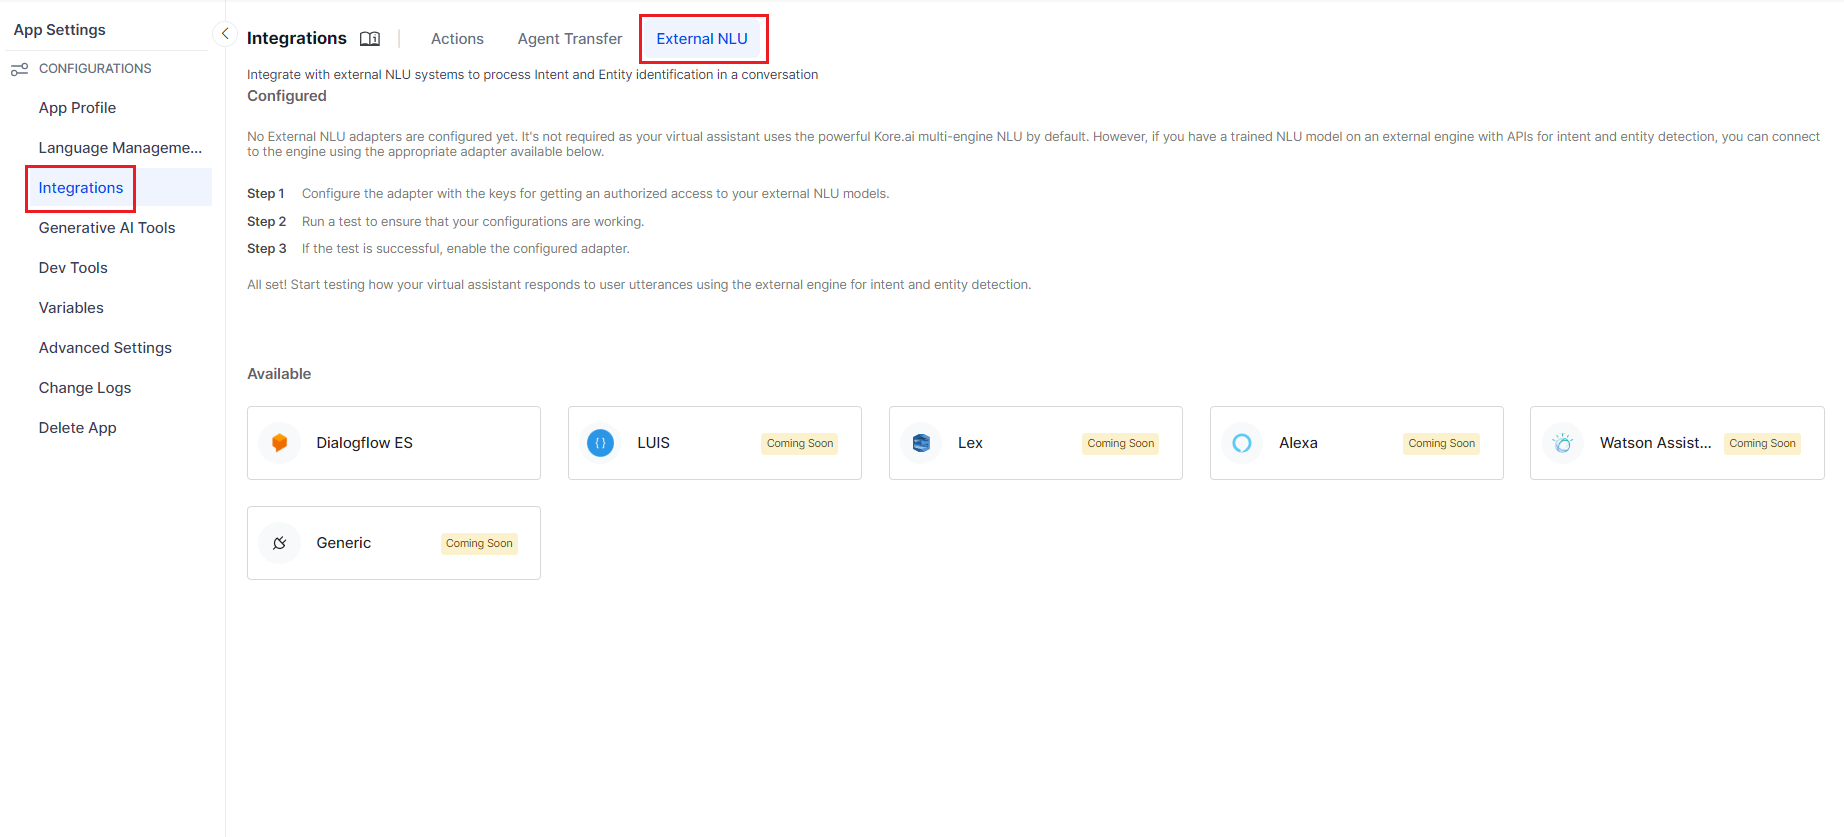 App Settings
CONFIGURATIONS
App Profile
Language Manageme...
Integrations
Generative AI Tools
Dev Tools
Variables
Advanced Settings
Change Logs
Delete App
Integrations
Actions
Agent Transfer
External NLU
Integrate with external NLU systems to process Intent and Entity identification in a conversation
Configured
No External NLU adapters are configured yet. It's not required as your virtual assistant uses the powerful Kore.ai multi-engine NLU by default. However, if you have a trained NLU model on an external engine with APIs for intent and entity detection, you can connect
to the engine using the appropriate adapter available below.
Step 1 Configure the adapter with the keys for getting an authorized access to your external NLU models.
Step 2 Run a test to ensure that your configurations are working.
Step 3 If the test is successful, enable the configured adapter.
All set! Start testing how your virtual assistant responds to user utterances using the external engine for intent and entity detection.
Available
Dialogflow ES
LUIS Coming Soon
Lex Coming Soon
Alexa Coming Soon
Watson Assist... Coming Soon
Generic Coming Soon